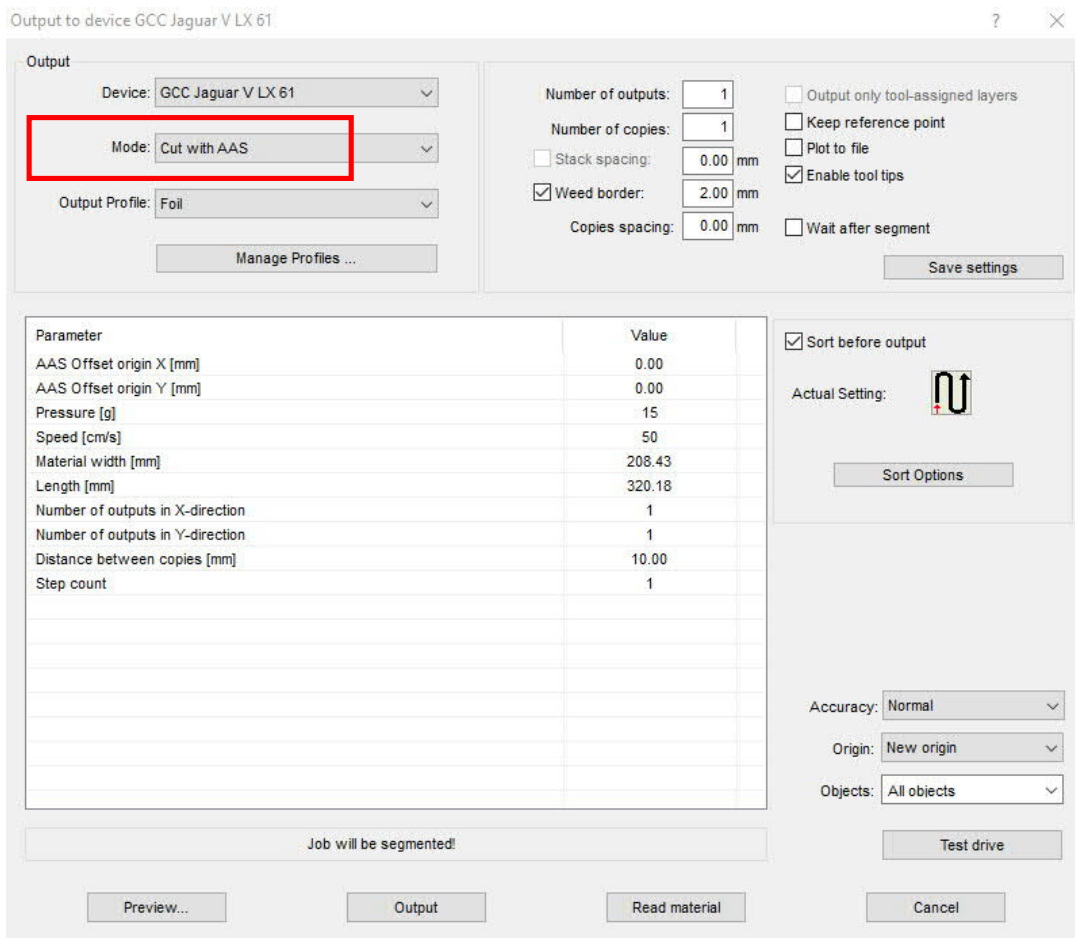 Output to device GCC Jaguar V LX 61
Output
Device: GCC Jaguar V LX 61
Mode: Cut with AAS
Output Profile: Foil
Manage Profiles ...
Number of outputs: 1
Number of copies: 1
Stack spacing: 0.00 mm
Weed border: 2.00 mm
Copies spacing: 0.00 mm
Output only tool-assigned layers
Keep reference point
Plot to file
Enable tool tips
Wait after segment
Save settings
Parameter Value
AAS Offset origin X [mm] 0.00
AAS Offset origin Y [mm] 0.00
Pressure [g] 15
Speed [cm/s] 50
Material width [mm] 208.43
Length [mm] 320.18
Number of outputs in X-direction 1
Number of outputs in Y-direction 1
Distance between copies [mm] 10.00
Step count 1
Sort before output
Actual Setting:
Sort Options
Accuracy: Normal
Origin: New origin
Objects: All objects
Job will be segmented!
Test drive
Preview...
Output
Read material
Cancel